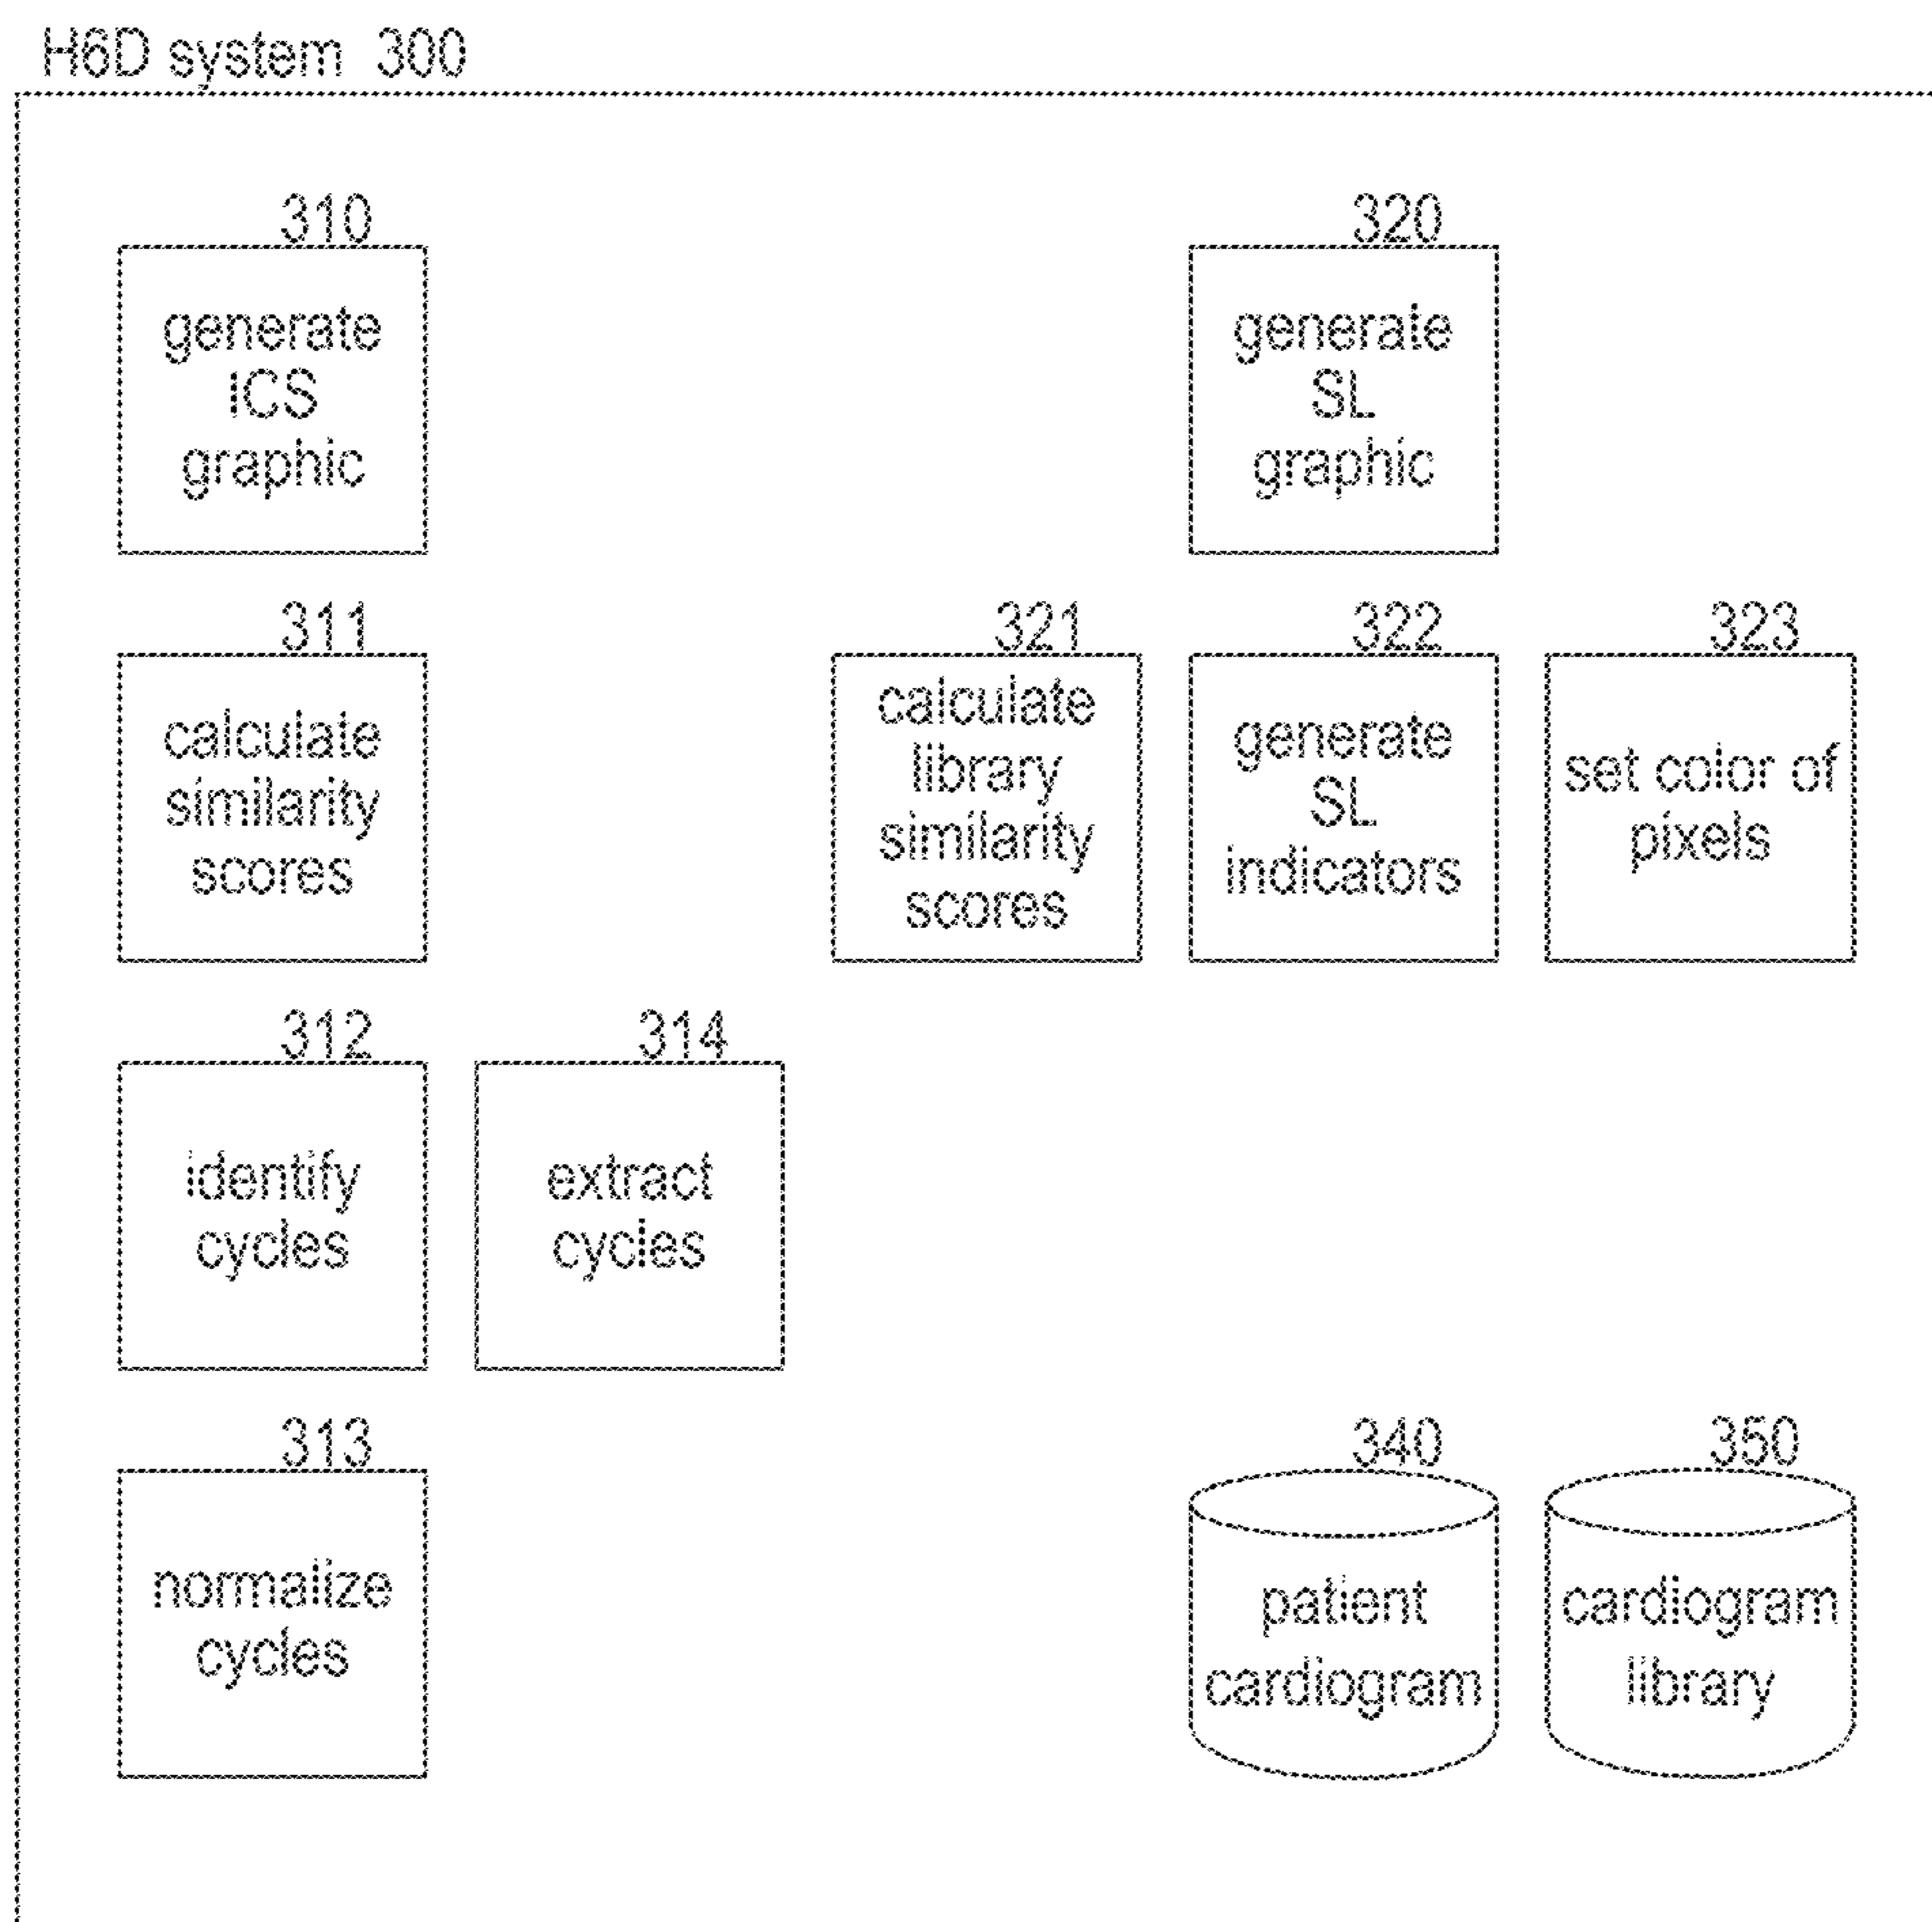 H6D system 300
310
generate
ICS
graphic
320
generate
SL
graphic
311
calculate
similarity
scores
321
calculate
library
similarity
scores
322
generate
SL
indicators
323
set color of
pixels
312
identify
cycles
314
extract
cycles
313
normalize
cycles
340
patient
cardiogram
350
cardiogram
library